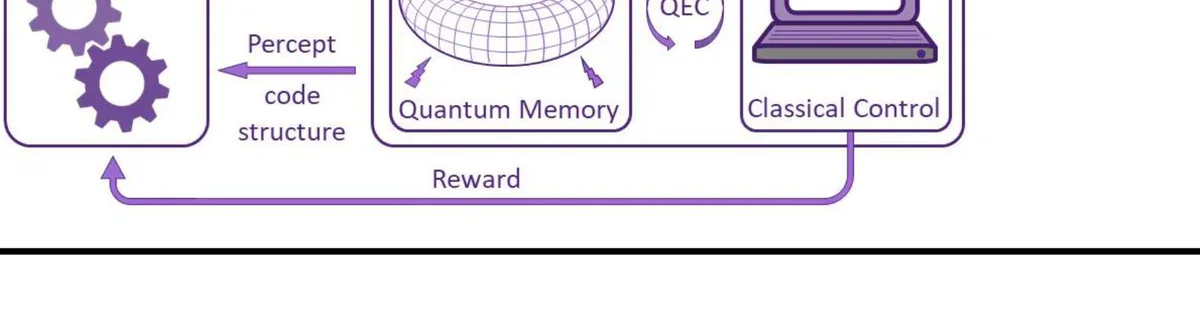 QEC
Percept
code
structure
Quantum Memory
Classical Control
Reward